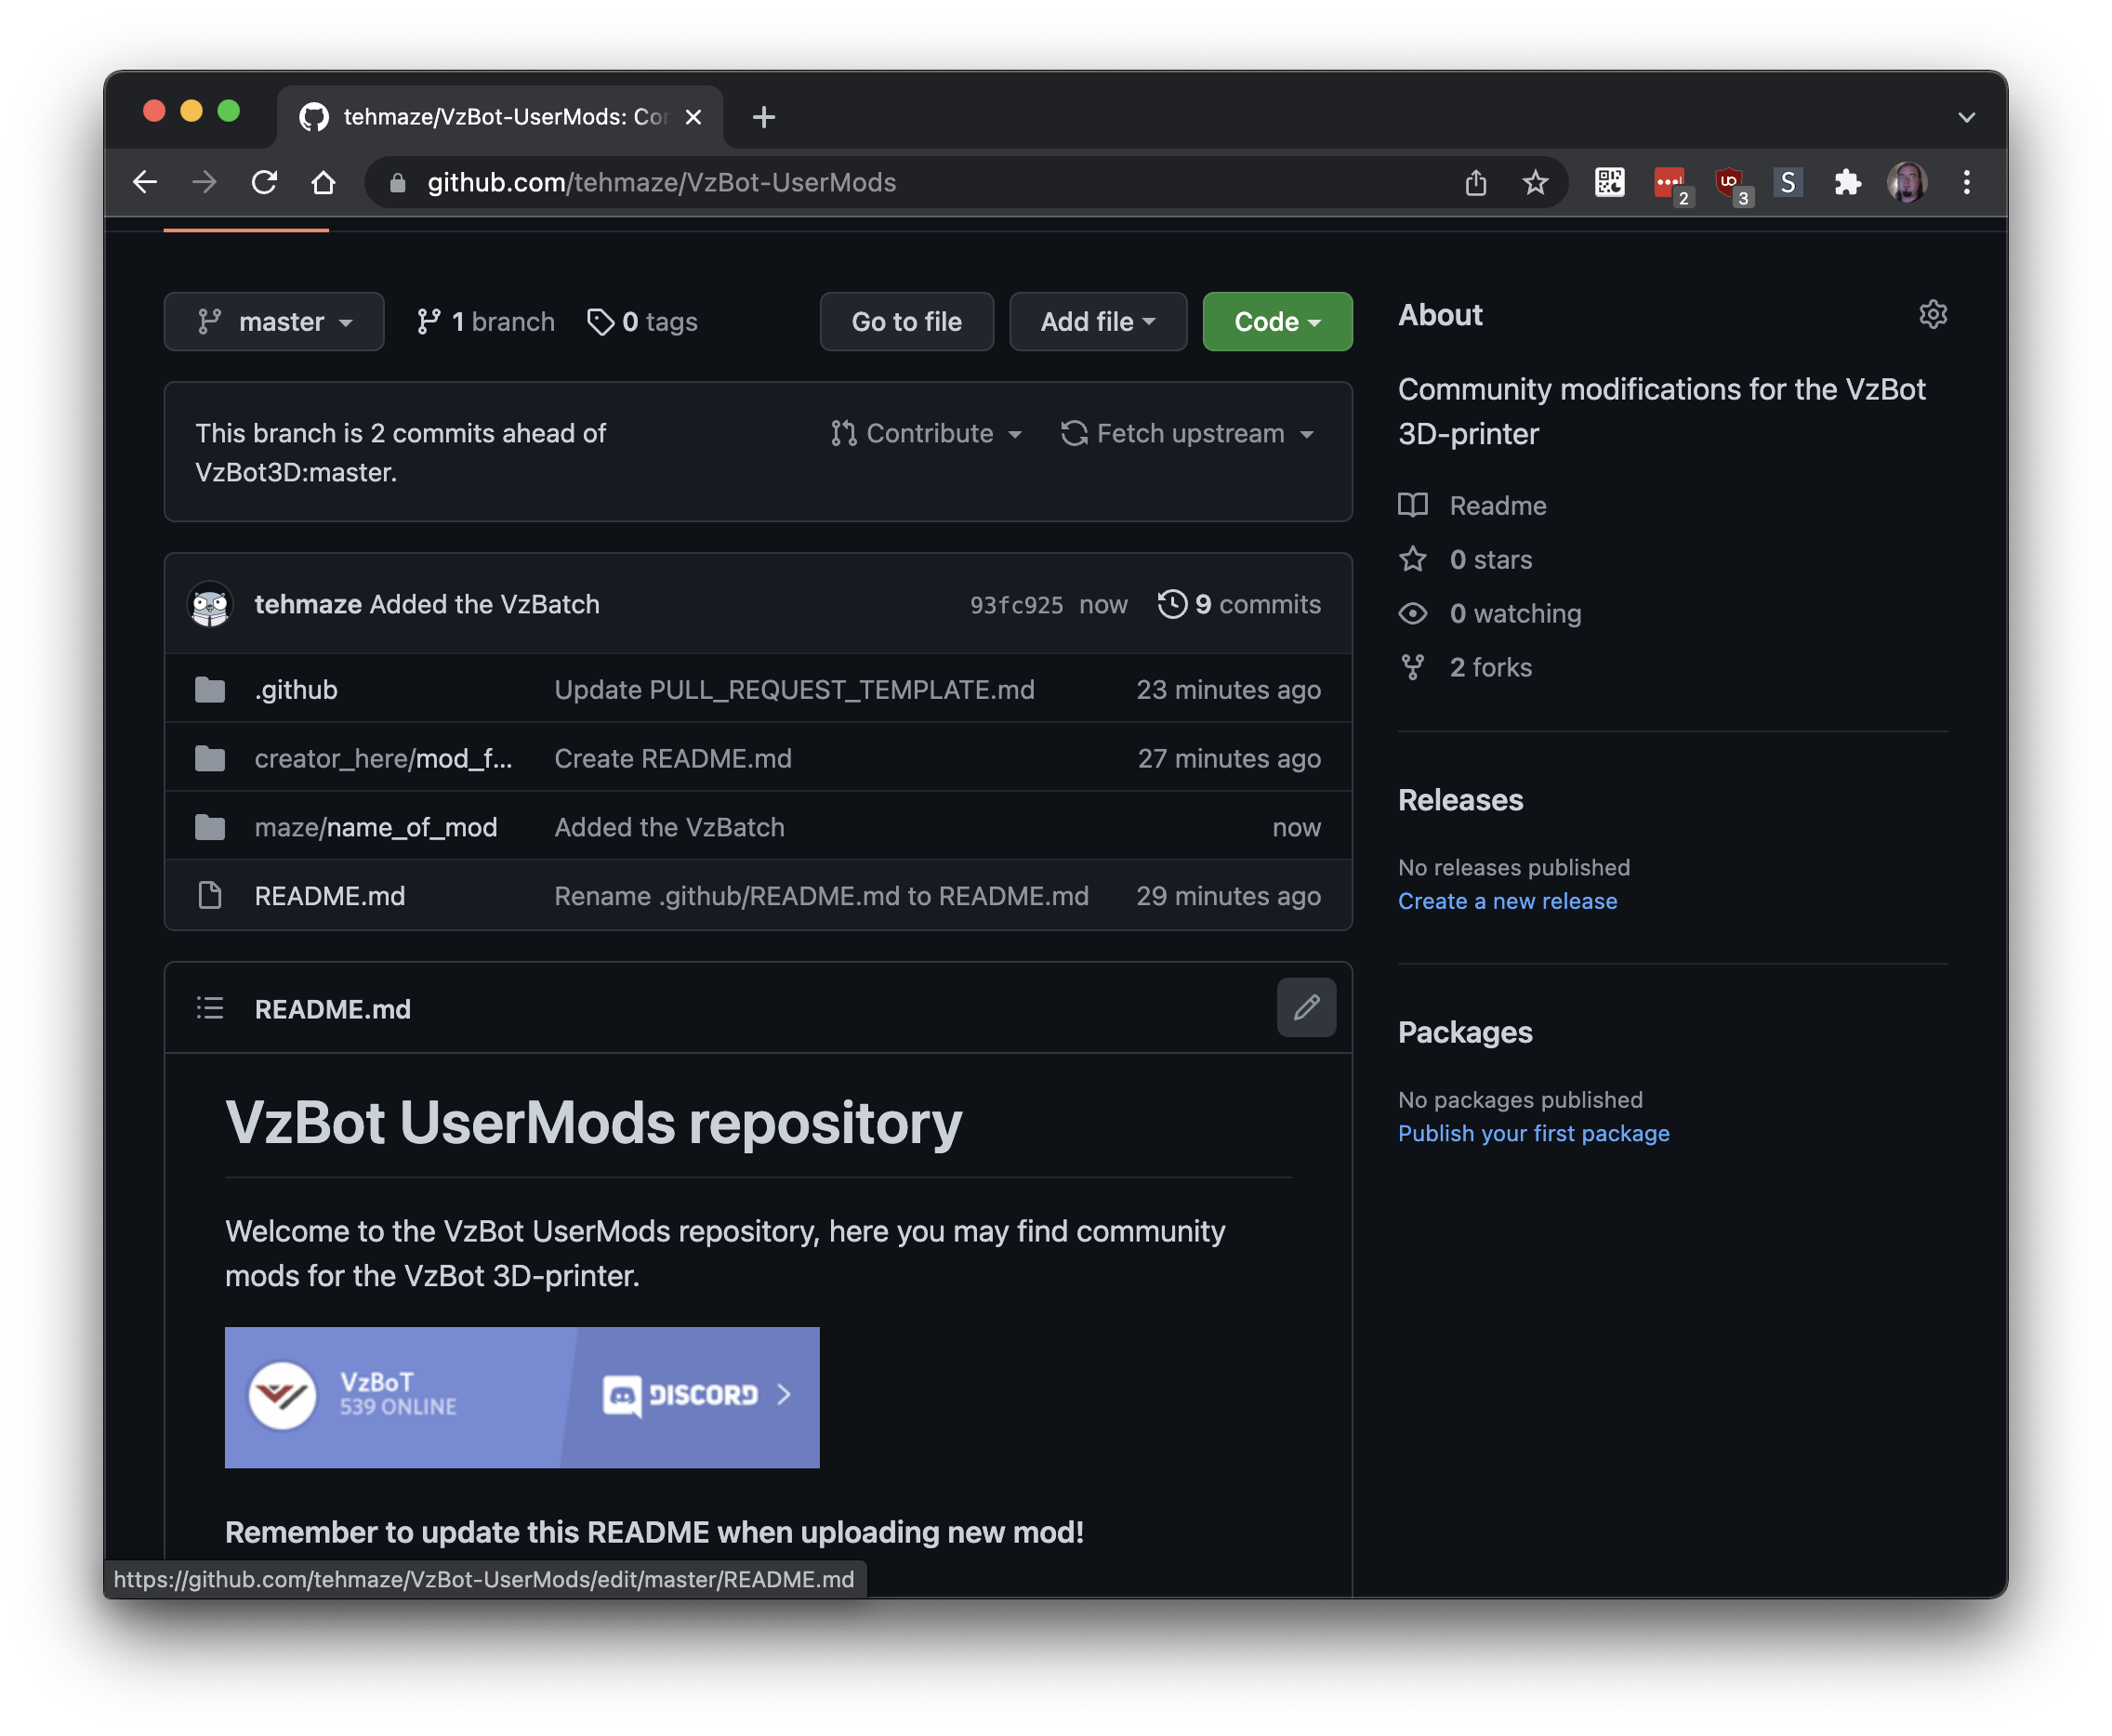 tehmaze/VzBot-UserMods: Cor
github.com/tehmaze/VzBot-UserMods
2
UO
3
S
master
1 branch
0 tags
Go to file
Add file
Code
This branch is 2 commits ahead of
VzBot3D:master.
Contribute
Fetch upstream
tehmaze Added the VzBatch
93fc925 now
9 commits
.github
Update PULL_REQUEST_TEMPLATE.md
23 minutes ago
creator_here/mod_f...
Create README.md
27 minutes ago
maze/name_of_mod
Added the VzBatch
now
README.md
Rename .github/README.md to README.md
29 minutes ago
README.md
VzBot UserMods repository
Welcome to the VzBot UserMods repository, here you may find community
mods for the VzBot 3D-printer.
VzBoT
539 ONLINE
DISCORD
Remember to update this README when uploading new mod!
https://github.com/tehmaze/VzBot-UserMods/edit/master/README.md
About
Community modifications for the VzBot
3D-printer
Readme
0 stars
0 watching
2 forks
Releases
No releases published
Create a new release
Packages
No packages published
Publish your first package